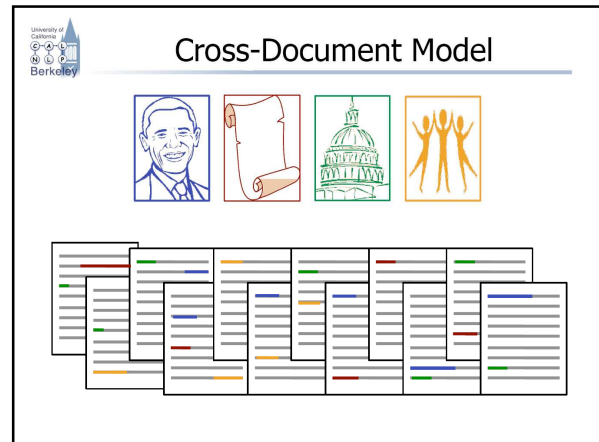 University of
California
C A L
N L P
Berkeley
Cross-Document Model